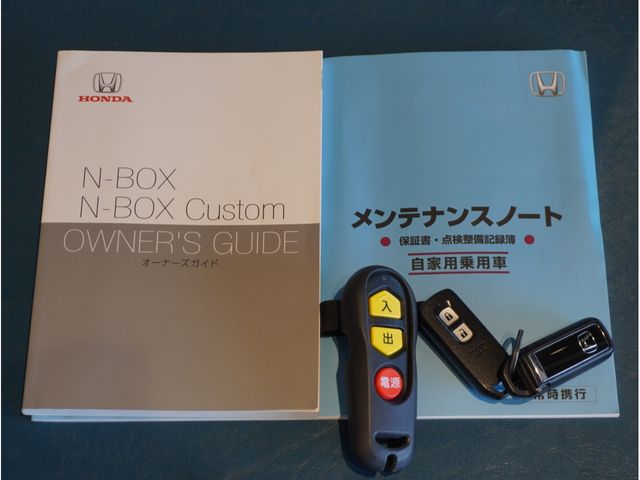 HONDA
N-BOX
N-BOX Custom
OWNER'S GUIDE
オーナーズガイド
メンテナンスノート
● 保証書・点検整備記録簿 ●
自家用乗用車
常時携行
入
出
電源